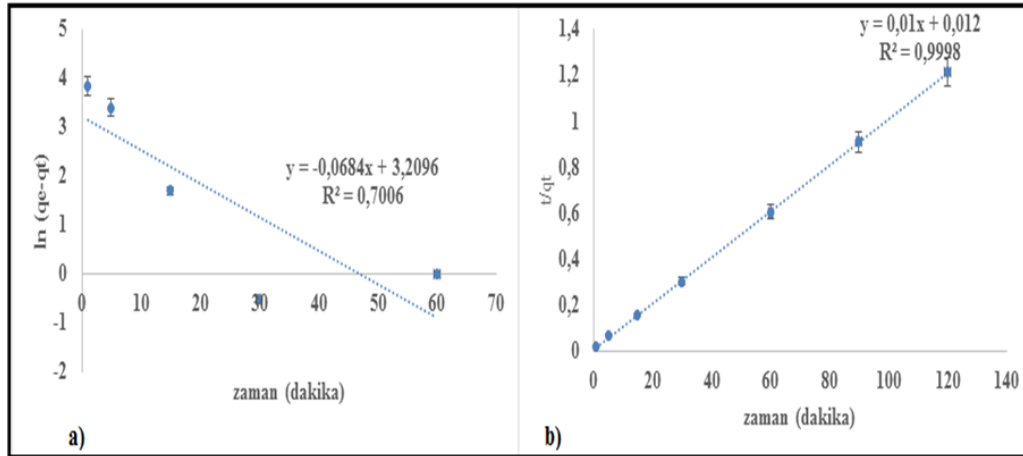 5
4
3
2
1
0
-1
-2
0 10 20 30 40 50 60 70
ln (qe-qt)
y = -0,0684x + 3,2096
R² = 0,7006
zaman (dakika)
a)
1,4
1,2
1
0,8
0,6
0,4
0,2
0
0 20 40 60 80 100 120 140
t/qt
y = 0,01x + 0,012
R² = 0,9998
zaman (dakika)
b)